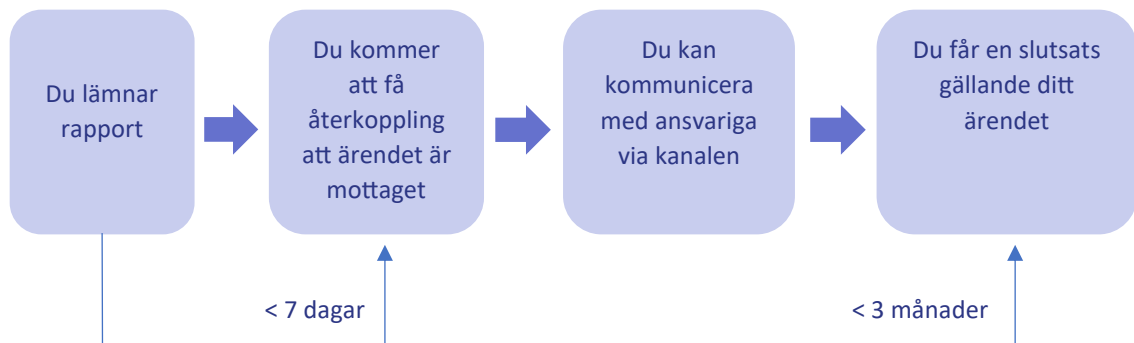 Du lämnar
rapport
Du kommer
att få
återkoppling
att ärendet är
mottaget
Du kan
kommunicera
med ansvariga
via kanalen
Du får en slutsats
gällande ditt
ärendet
< 7 dagar
< 3 månader